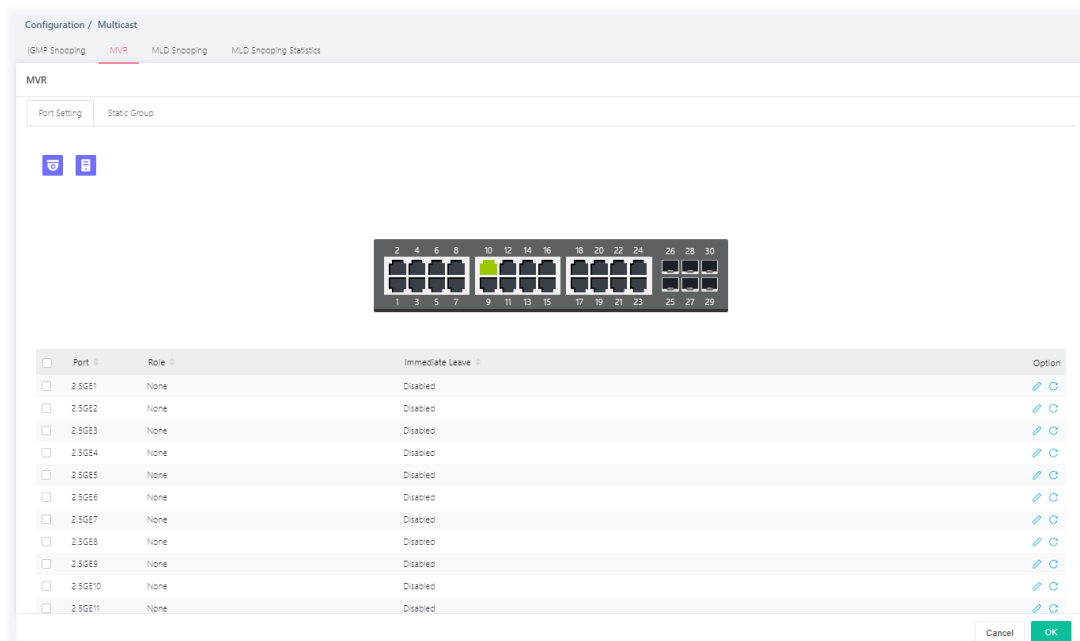 Configuration / Multicast
IGMP Snooping MVR MLD Snooping MLD Snooping Statistics
MVR
Port Setting Static Group
2 4 6 8 10 12 14 16 18 20 22 24 26 28 30
1 3 5 7 9 11 13 15 17 19 21 23 25 27 29
Port Role Immediate Leave Option
2.5GE1 None Disabled
2.5GE2 None Disabled
2.5GE3 None Disabled
2.5GE4 None Disabled
2.5GE5 None Disabled
2.5GE6 None Disabled
2.5GE7 None Disabled
2.5GE8 None Disabled
2.5GE9 None Disabled
2.5GE10 None Disabled
2.5GE11 None Disabled
Cancel OK